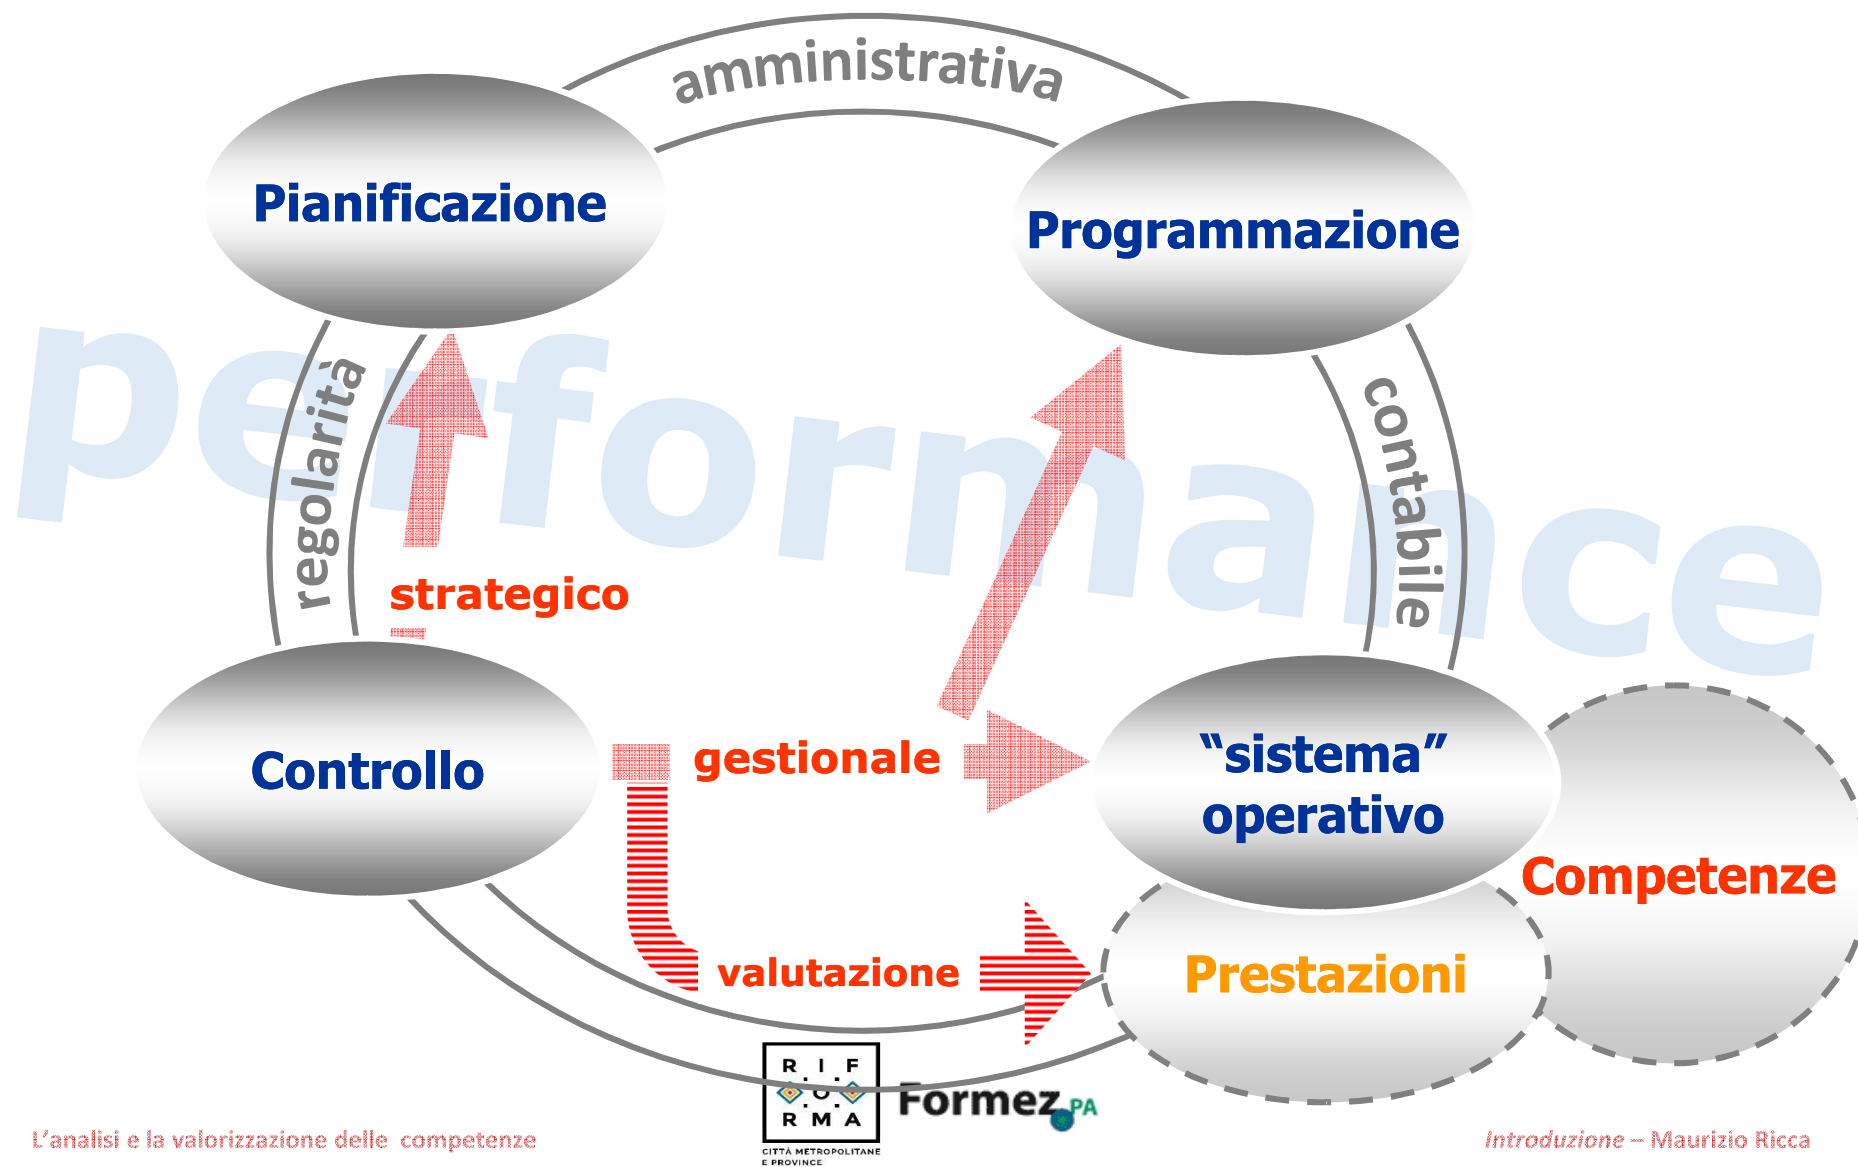 amministrativa
Pianificazione
Programmazione
performance
regolarità
contabile
strategico
Controllo
gestionale
“sistema”
operativo
Competenze
valutazione
Prestazioni
R I F
O
R M A
CITTÀ METROPOLITANE
E PROVINCE
Formez PA
L’analisi e la valorizzazione delle competenze
Introduzione – Maurizio Ricca